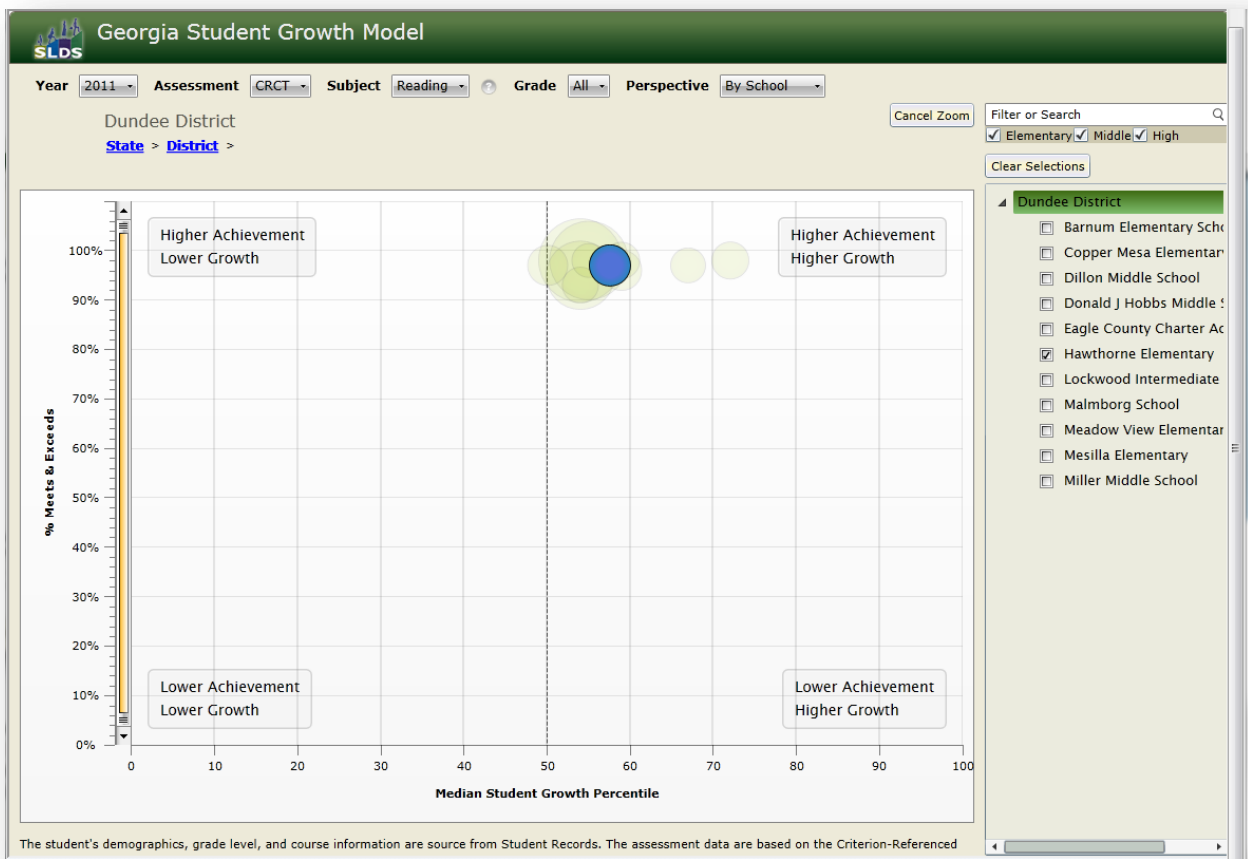 SLDS
Georgia Student Growth Model
Year 2011 Assessment CRCT Subject Reading Grade All Perspective By School
Dundee District
State > District >
Cancel Zoom
Filter or Search
Elementary Middle High
Clear Selections
Dundee District
Barnum Elementary Scho
Copper Mesa Elementar
Dillon Middle School
Donald J Hobbs Middle S
Eagle County Charter Ac
Hawthorne Elementary
Lockwood Intermediate
Malmborg School
Meadow View Elementar
Mesilla Elementary
Miller Middle School
Higher Achievement
Lower Growth
Higher Achievement
Higher Growth
100%
90%
80%
70%
60%
50%
40%
30%
20%
10%
0%
% Meets & Exceeds
Lower Achievement
Lower Growth
Lower Achievement
Higher Growth
0 10 20 30 40 50 60 70 80 90 100
Median Student Growth Percentile
The student's demographics, grade level, and course information are source from Student Records. The assessment data are based on the Criterion-Referenced